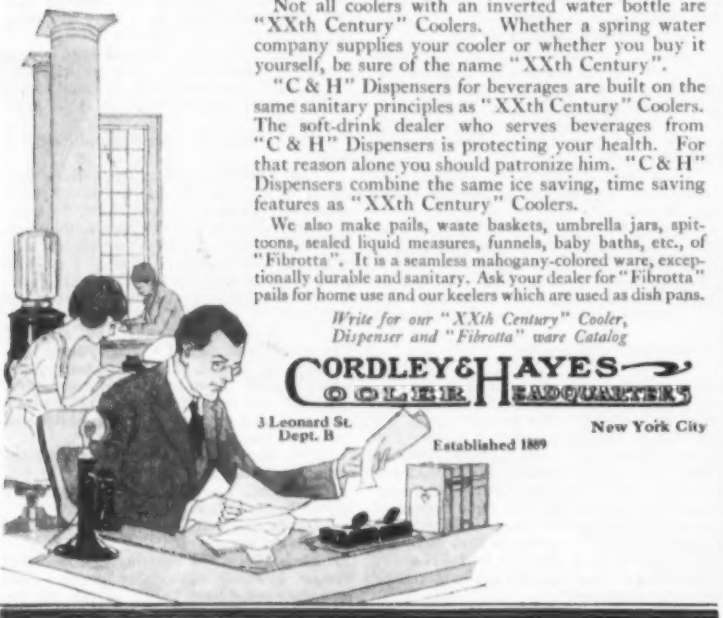 Not all coolers with an inverted water bottle are
"XXth Century" Coolers. Whether a spring water
company supplies your cooler or whether you buy it
yourself, be sure of the name "XXth Century".
"C & H" Dispensers for beverages are built on the
same sanitary principles as "XXth Century" Coolers.
The soft-drink dealer who serves beverages from
"C & H" Dispensers is protecting your health. For
that reason alone you should patronize him. "C & H"
Dispensers combine the same ice saving, time saving
features as "XXth Century" Coolers.
We also make pails, waste baskets, umbrella jars, spit-
toons, sealed liquid measures, funnels, baby baths, etc., of
"Fibrotta". It is a seamless mahogany-colored ware, excep-
tionally durable and sanitary. Ask your dealer for "Fibrotta"
pails for home use and our keelers which are used as dish pans.
Write for our "XXth Century" Cooler,
Dispenser and "Fibrotta" ware Catalog
CORDLEY & HAYES
COOLER HEADQUARTERS
3 Leonard St.
Dept. B
New York City
Established 1889